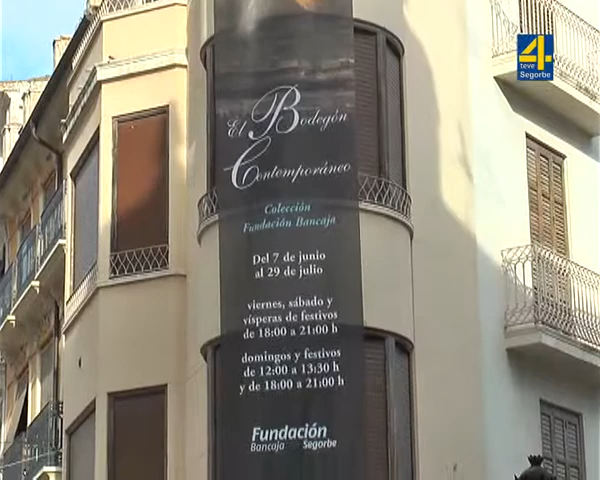 4
teve
Segorbe
El Bodegón
Contemporáneo
Colección
Fundación Bancaja
Del 7 de junio
al 29 de julio
viernes, sábado y
vísperas de festivos
de 18:00 a 21:00 h
domingos y festivos
de 12:00 a 13:30 h
y de 18:00 a 21:00 h
Fundación
Bancaja Segorbe